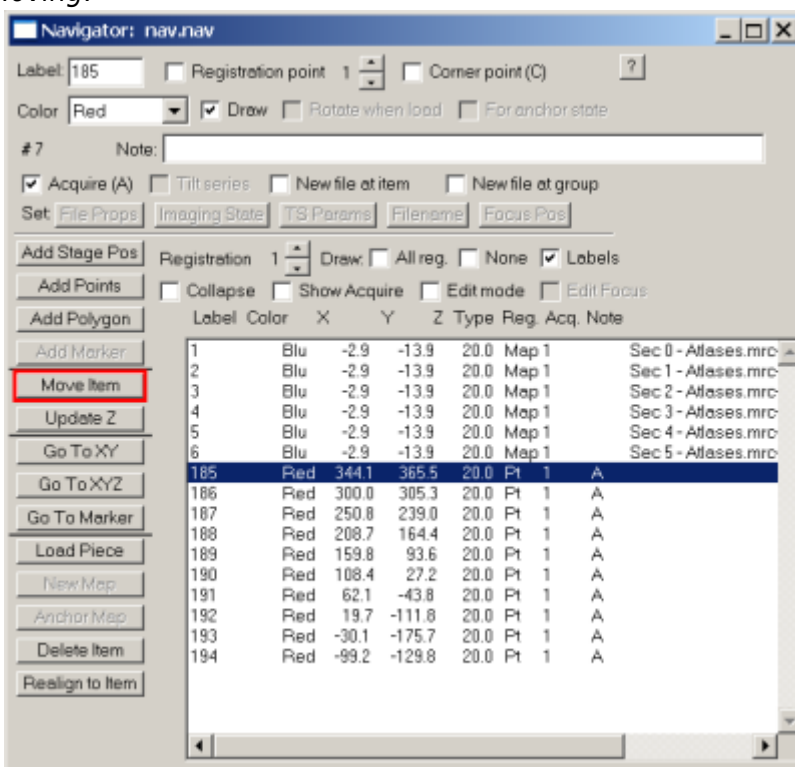 oving.
Navigator: nav.nav
Label: 185 Registration point 1 Corner point (C) ?
Color Red Draw Rotate when load For anchor state
# 7 Note:
Acquire (A) Tilt series New file at item New file at group
Set: File Props Imaging State TS Params Filename Focus Pos
Add Stage Pos
Add Points
Add Polygon
Add Marker
Move Item
Update Z
Go To XY
Go To XYZ
Go To Marker
Load Piece
New Map
Anchor Map
Delete Item
Realign to Item
Registration 1 Draw: All reg. None Labels
Collapse Show Acquire Edit mode Edit Focus
Label Color X Y Z Type Reg. Acq. Note
1 Blu -2.9 -13.9 20.0 Map 1 Sec 0 - Atlases.mrc
2 Blu -2.9 -13.9 20.0 Map 1 Sec 1 - Atlases.mrc
3 Blu -2.9 -13.9 20.0 Map 1 Sec 2 - Atlases.mrc
4 Blu -2.9 -13.9 20.0 Map 1 Sec 3 - Atlases.mrc
5 Blu -2.9 -13.9 20.0 Map 1 Sec 4 - Atlases.mrc
6 Blu -2.9 -13.9 20.0 Map 1 Sec 5 - Atlases.mrc
185 Red 344.1 365.5 20.0 Pt 1 A
186 Red 300.0 305.3 20.0 Pt 1 A
187 Red 250.8 239.0 20.0 Pt 1 A
188 Red 208.7 164.4 20.0 Pt 1 A
189 Red 159.8 93.6 20.0 Pt 1 A
190 Red 108.4 27.2 20.0 Pt 1 A
191 Red 62.1 -43.8 20.0 Pt 1 A
192 Red 19.7 -111.8 20.0 Pt 1 A
193 Red -30.1 -175.7 20.0 Pt 1 A
194 Red -99.2 -129.8 20.0 Pt 1 A